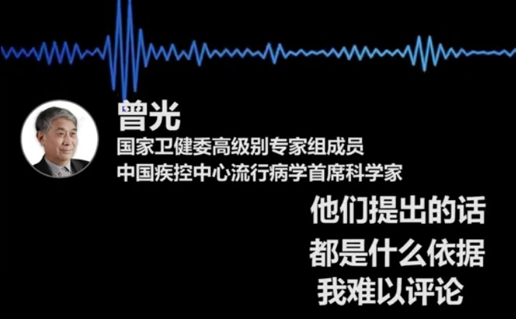 曾光
国家卫健委高级别专家组成员
中国疾控中心流行病学首席科学家
他们提出的话
都是什么依据
我难以评论